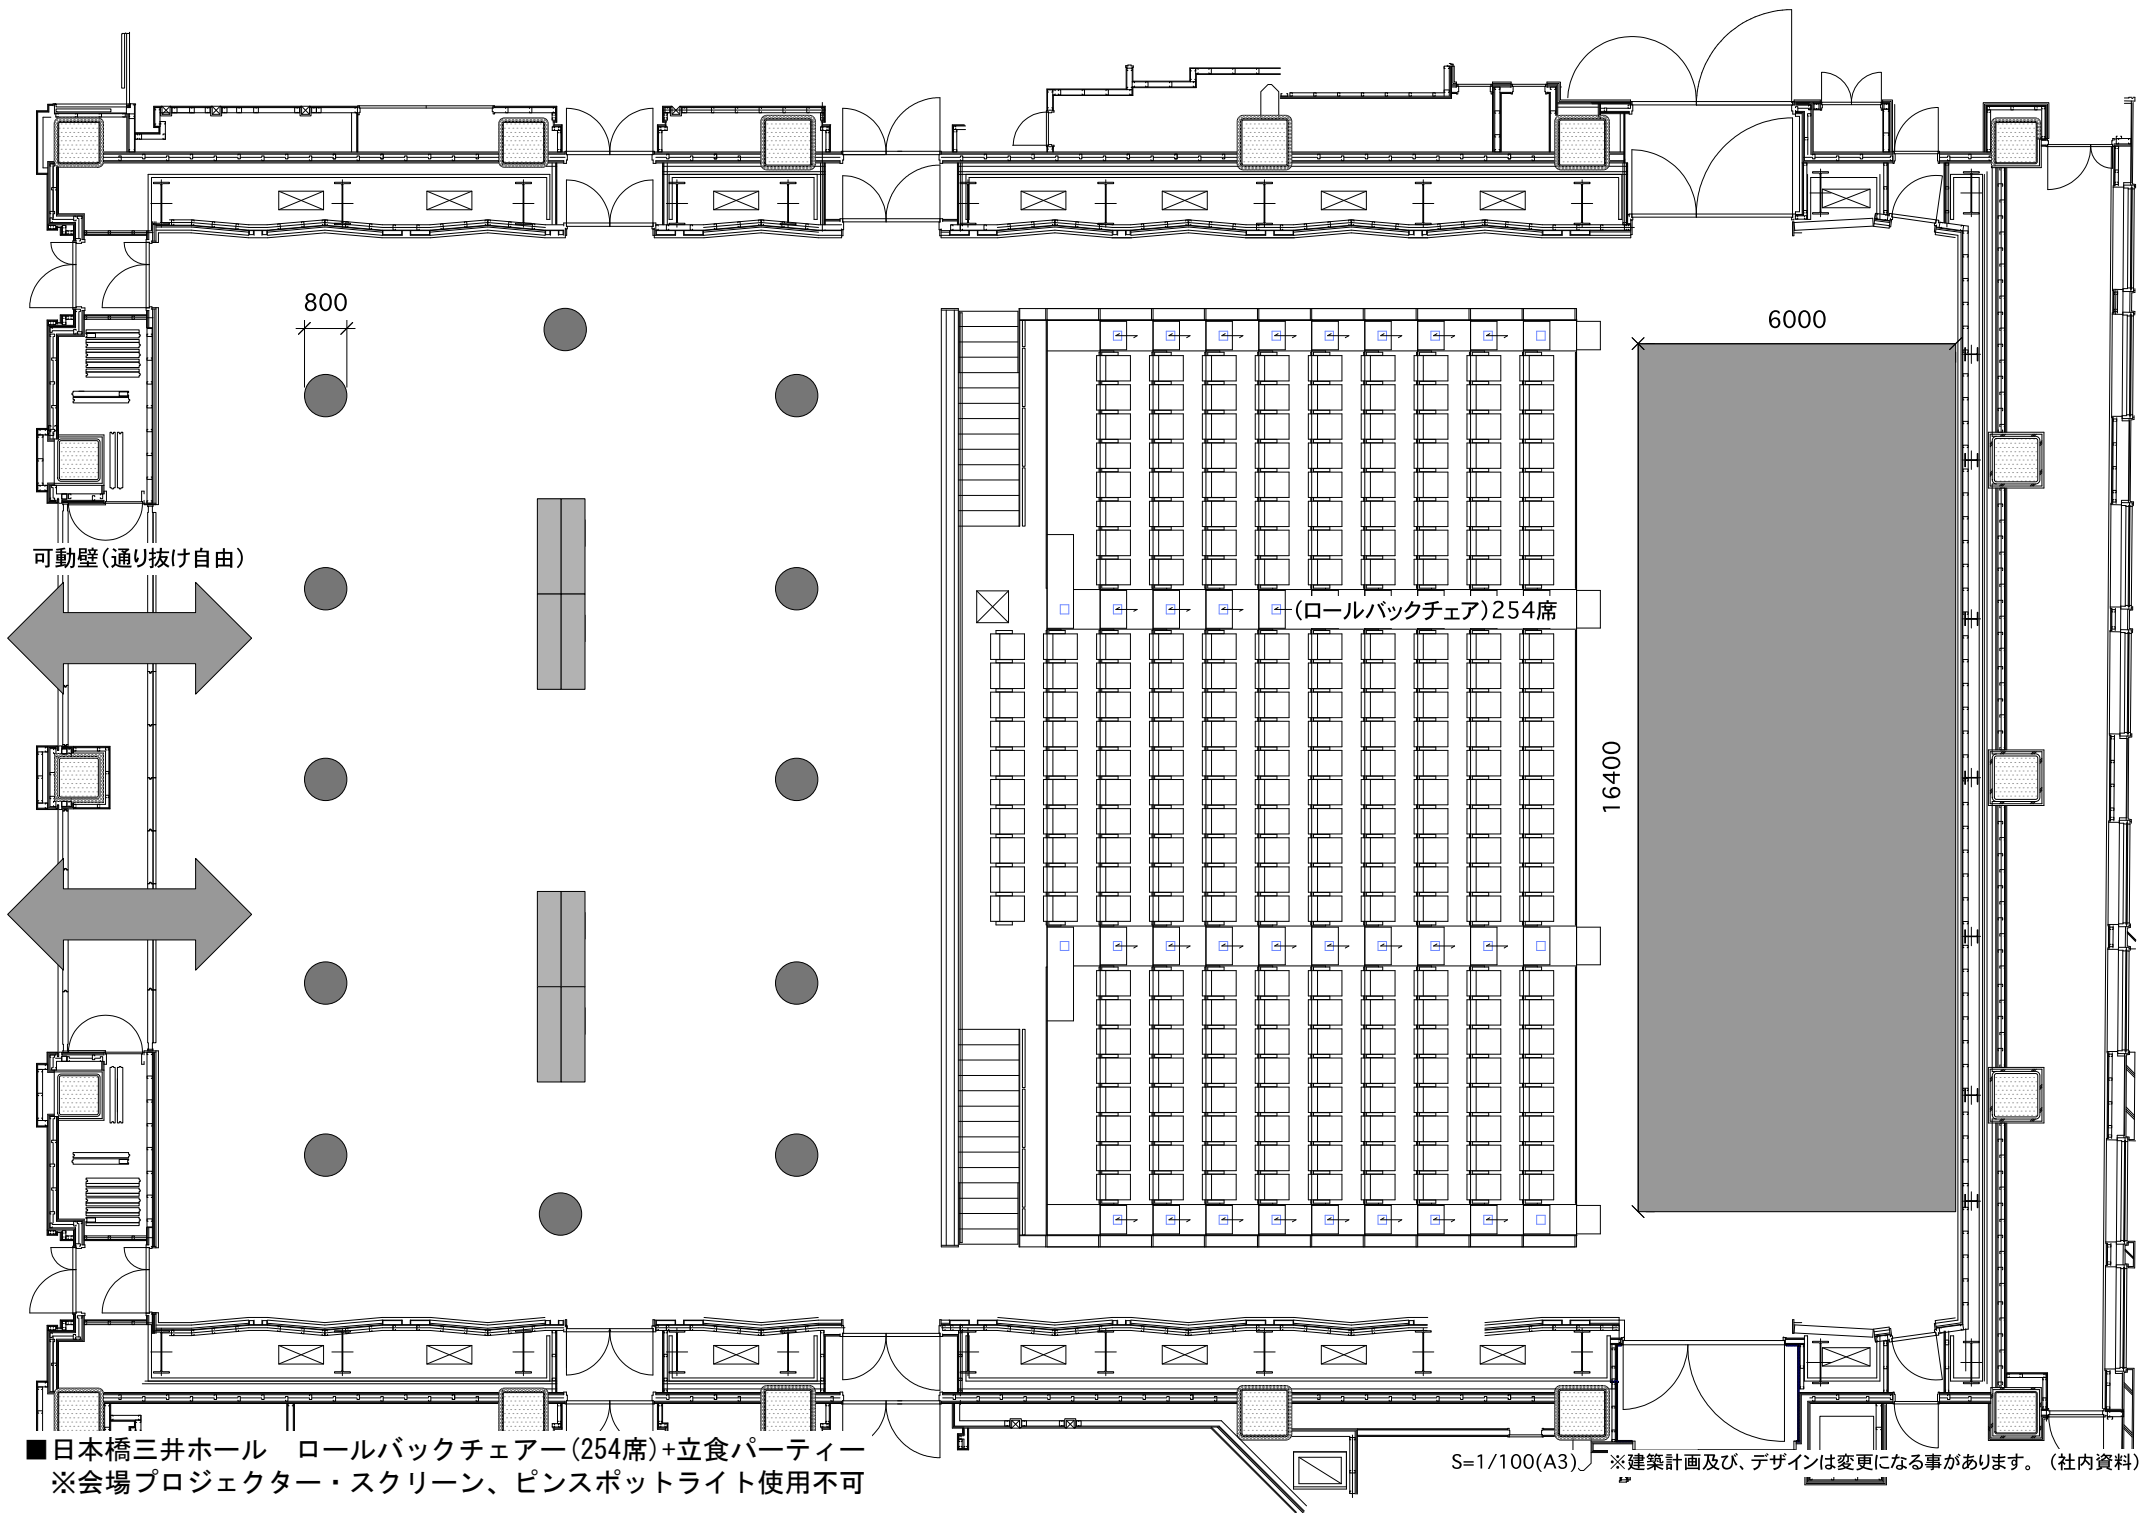 800
6000
可動壁（通り抜け自由）
（ロールバックチェア）254席
16400
■日本橋三井ホール　ロールバックチェアー(254席)+立食パーティー
※会場プロジェクター・スクリーン、ピンスポットライト使用不可
S=1/100(A3)
※建築計画及び、デザインは変更になる事があります。（社内資料）